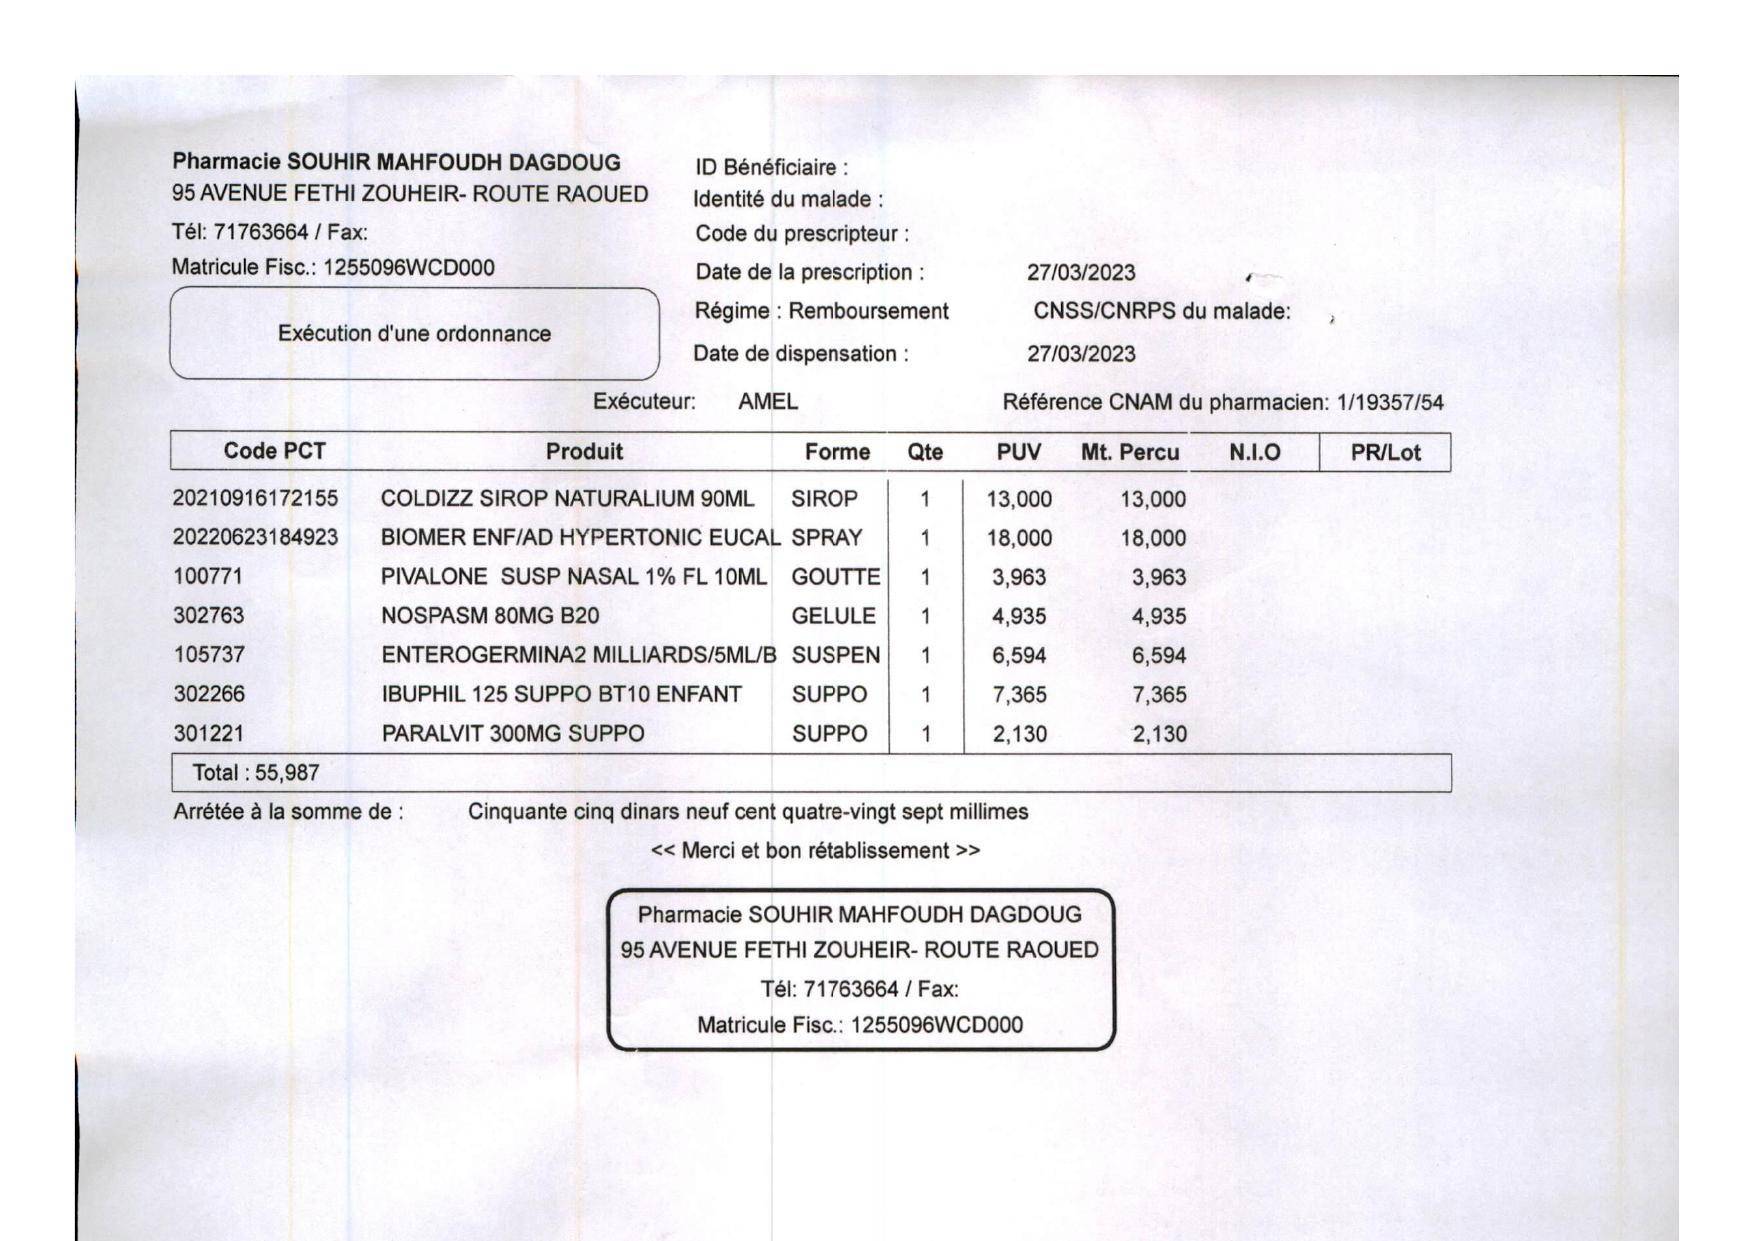 Pharmacie SOUHIR MAHFOUDH DAGDOUG
95 AVENUE FETHI ZOUHEIR- ROUTE RAOUED
Tél: 71763664 / Fax:
Matricule Fisc.: 1255096WCD000
Exécution d'une ordonnance
ID Bénéficiaire :
Identité du malade :
Code du prescripteur :
Date de la prescription : 27/03/2023
Régime : Remboursement CNSS/CNRPS du malade:
Date de dispensation : 27/03/2023
Exécuteur: AMEL Référence CNAM du pharmacien: 1/19357/54
Code PCT Produit Forme Qte PUV Mt. Percu N.I.O PR/Lot
20210916172155 COLDIZZ SIROP NATURALIUM 90ML SIROP 1 13,000 13,000
20220623184923 BIOMER ENF/AD HYPERTONIC EUCAL SPRAY 1 18,000 18,000
100771 PIVALONE SUSP NASAL 1% FL 10ML GOUTTE 1 3,963 3,963
302763 NOSPASM 80MG B20 GELULE 1 4,935 4,935
105737 ENTEROGERMINA2 MILLIARDS/5ML/B SUSPEN 1 6,594 6,594
302266 IBUPHIL 125 SUPPO BT10 ENFANT SUPPO 1 7,365 7,365
301221 PARALVIT 300MG SUPPO SUPPO 1 2,130 2,130
Total : 55,987
Arrétée à la somme de : Cinquante cinq dinars neuf cent quatre-vingt sept millimes
<< Merci et bon rétablissement >>
Pharmacie SOUHIR MAHFOUDH DAGDOUG
95 AVENUE FETHI ZOUHEIR- ROUTE RAOUED
Tél: 71763664 / Fax:
Matricule Fisc.: 1255096WCD000